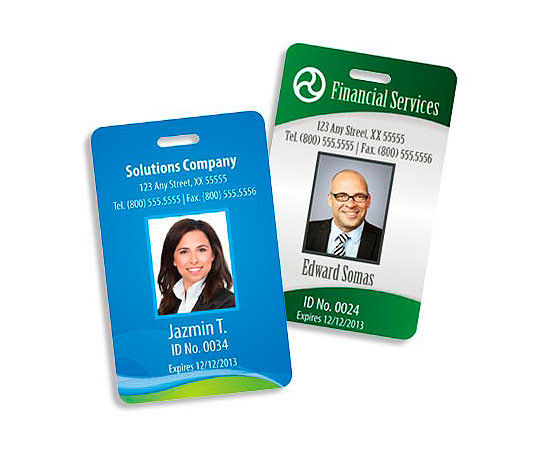 Solutions Company
123 Any Street, XX 55555
Tel. (800) 555.5555 | Fax. (800) 555.5556
Jazmin T.
ID No. 0034
Expires 12/12/2013
Financial Services
123 Any Street, XX 55555
Tel. (800) 555.5555 | Fax. (800) 555.5556
Edward Somas
ID No. 0024
Expires 12/12/2013